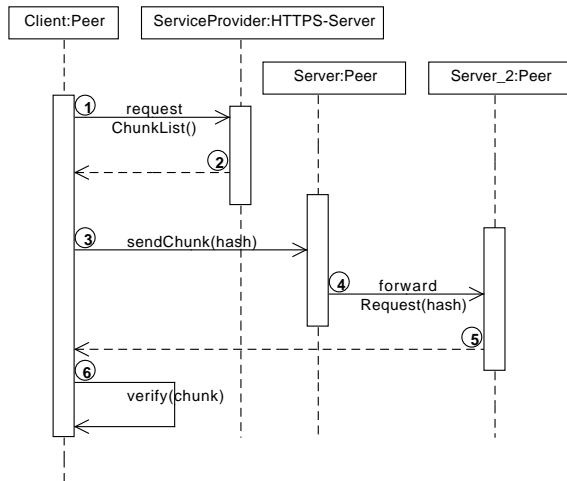 Client:Peer
ServiceProvider:HTTPS-Server
Server:Peer
Server_2:Peer
1
request
ChunkList()
2
3
sendChunk(hash)
4
forward
Request(hash)
5
6
verify(chunk)